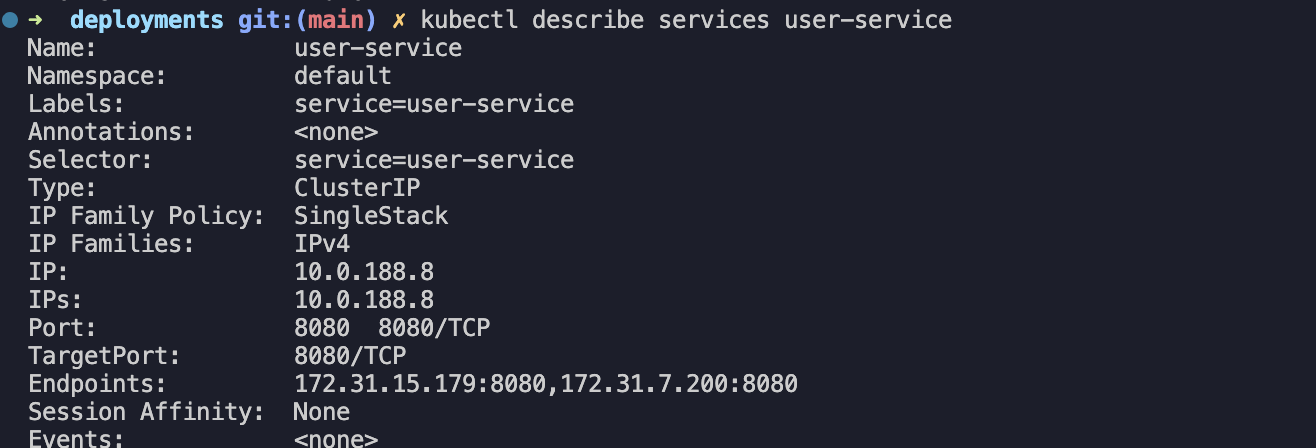 ➜ deployments git:(main) ✗ kubectl describe services user-service
Name: user-service
Namespace: default
Labels: service=user-service
Annotations: <none>
Selector: service=user-service
Type: ClusterIP
IP Family Policy: SingleStack
IP Families: IPv4
IP: 10.0.188.8
IPs: 10.0.188.8
Port: 8080 8080/TCP
TargetPort: 8080/TCP
Endpoints: 172.31.15.179:8080,172.31.7.200:8080
Session Affinity: None
Events: <none>